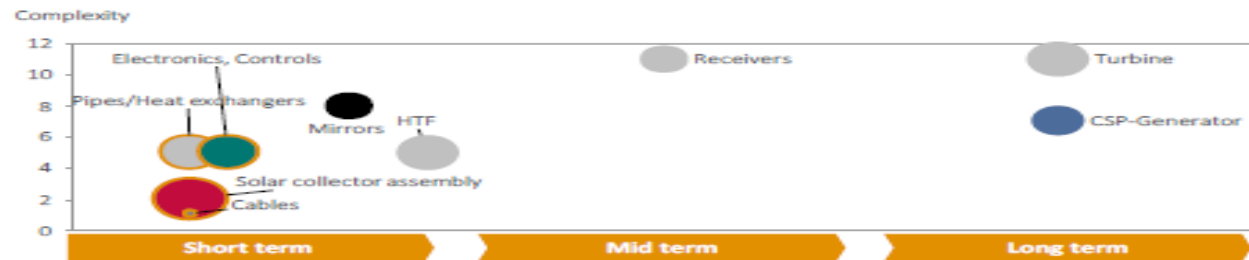 Complexity
12
Electronics, Controls
Receivers
Turbine
10
Pipes/Heat exchangers
8
Mirrors
HTF
CSP-Generator
6
4
Solar collector assembly
2
Cables
0
Short term
Mid term
Long term